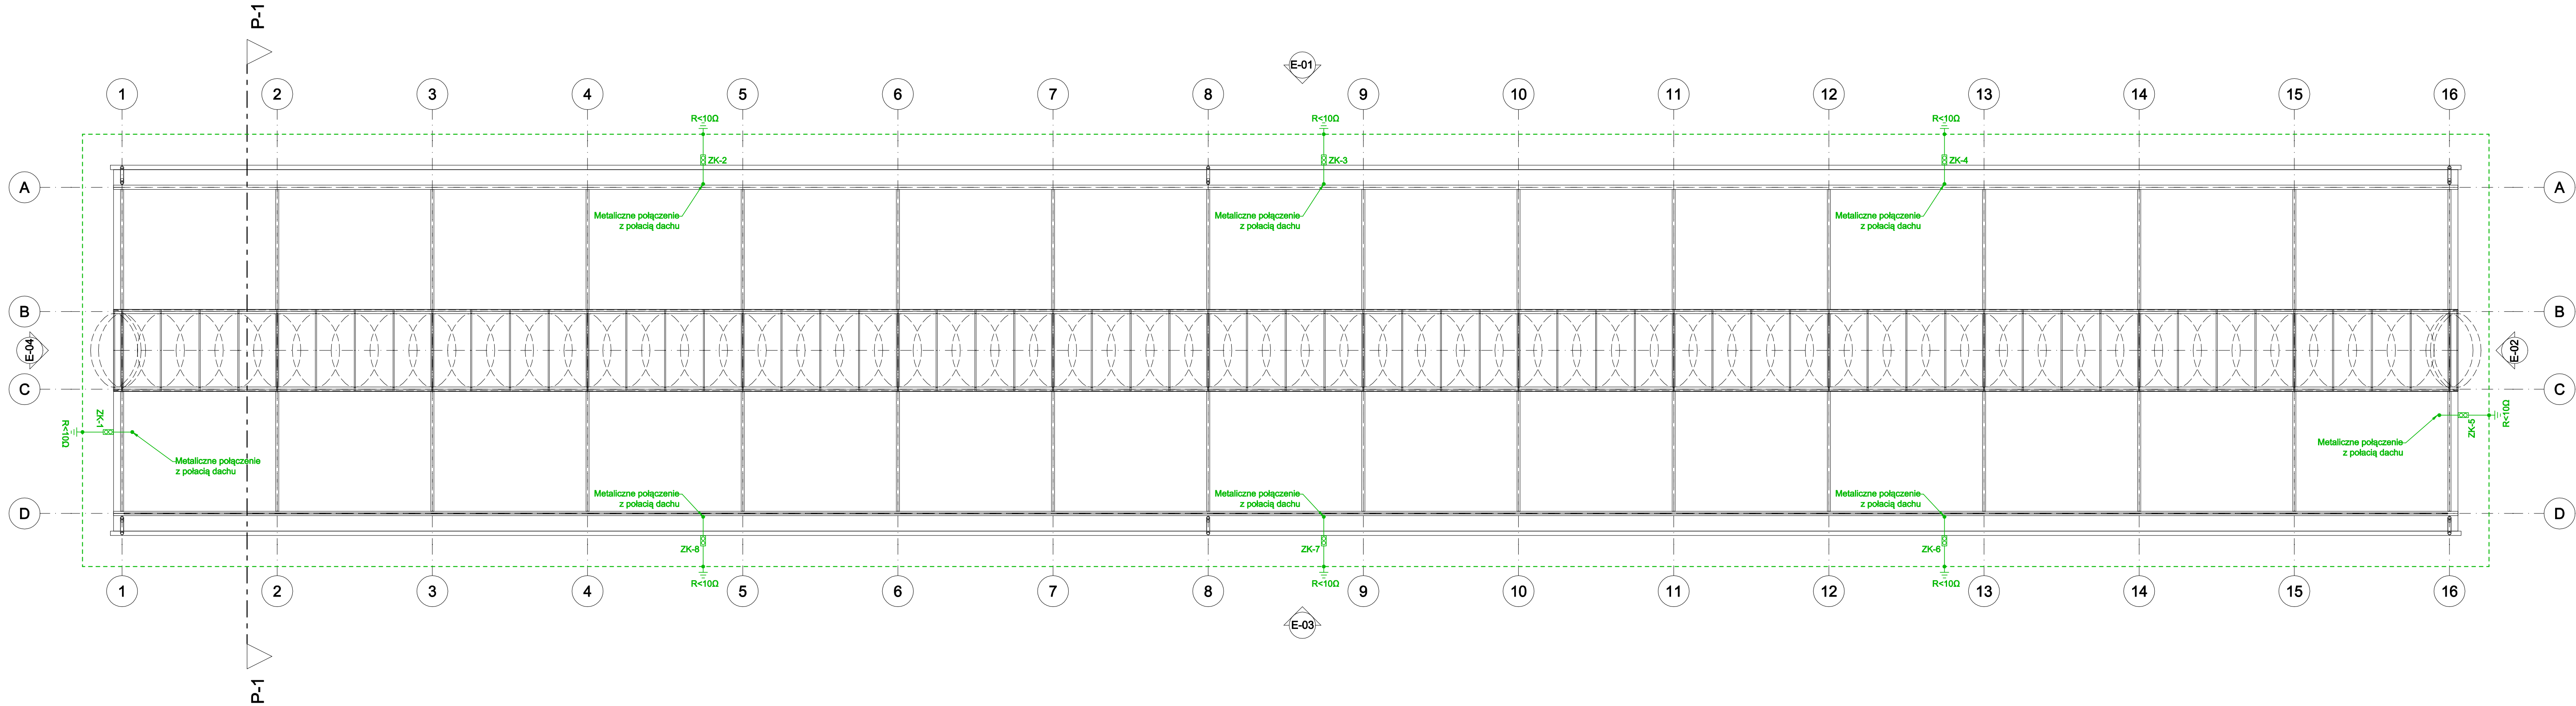 P-1
E-01
1 2 3 4 5 6 7 8 9 10 11 12 13 14 15 16
R<10Ω R<10Ω R<10Ω
ZK-2 ZK-3 ZK-4
A A
Metaliczne połączenie
z połacią dachu
Metaliczne połączenie
z połacią dachu
Metaliczne połączenie
z połacią dachu
B B
E-04 E-02
C C
R<10Ω ZK-1
ZK-5 R<10Ω
Metaliczne połączenie
z połacią dachu
Metaliczne połączenie
z połacią dachu
Metaliczne połączenie
z połacią dachu
Metaliczne połączenie
z połacią dachu
Metaliczne połączenie
z połacią dachu
D D
ZK-8 ZK-7 ZK-6
R<10Ω R<10Ω R<10Ω
1 2 3 4 5 6 7 8 9 10 11 12 13 14 15 16
E-03
P-1